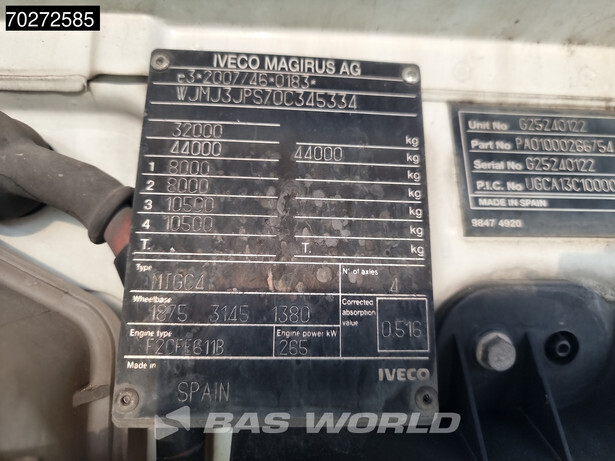 70272585
IVECO MAGIRUS AG
e3*2007/46*0183*
WJMJ3JPSZ0C345334
32000 kg
44000 44000 kg
1 8000 kg
2 8000 kg
3 10500 kg
4 10500 kg
T. T. kg
Type N° of axles
MTGC4 4
Wheelbase
1875 3145 1380
Corrected absorption value
0.516
Engine type Engine power kW
F2CFE611B 265
Made in IVECO
SPAIN
Unit No G25240122
Part No PA010002G6754
Serial No G25240122
P.I.C. No UGCA13C10000
MADE IN SPAIN
9847 4920
BAS WORLD